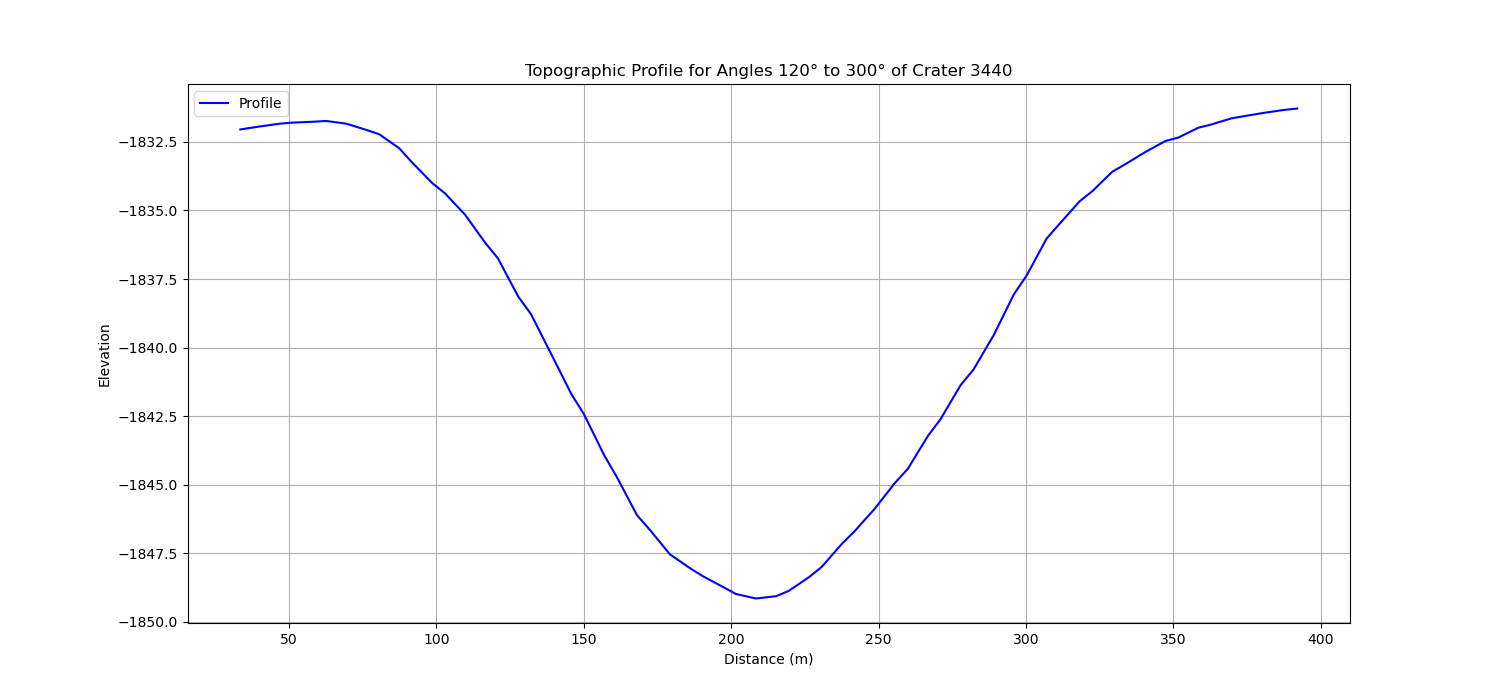 Topographic Profile for Angles 120° to 300° of Crater 3440
Profile
−1832.5
−1835.0
−1837.5
−1840.0
−1842.5
−1845.0
−1847.5
−1850.0
Elevation
50 100 150 200 250 300 350 400
Distance (m)